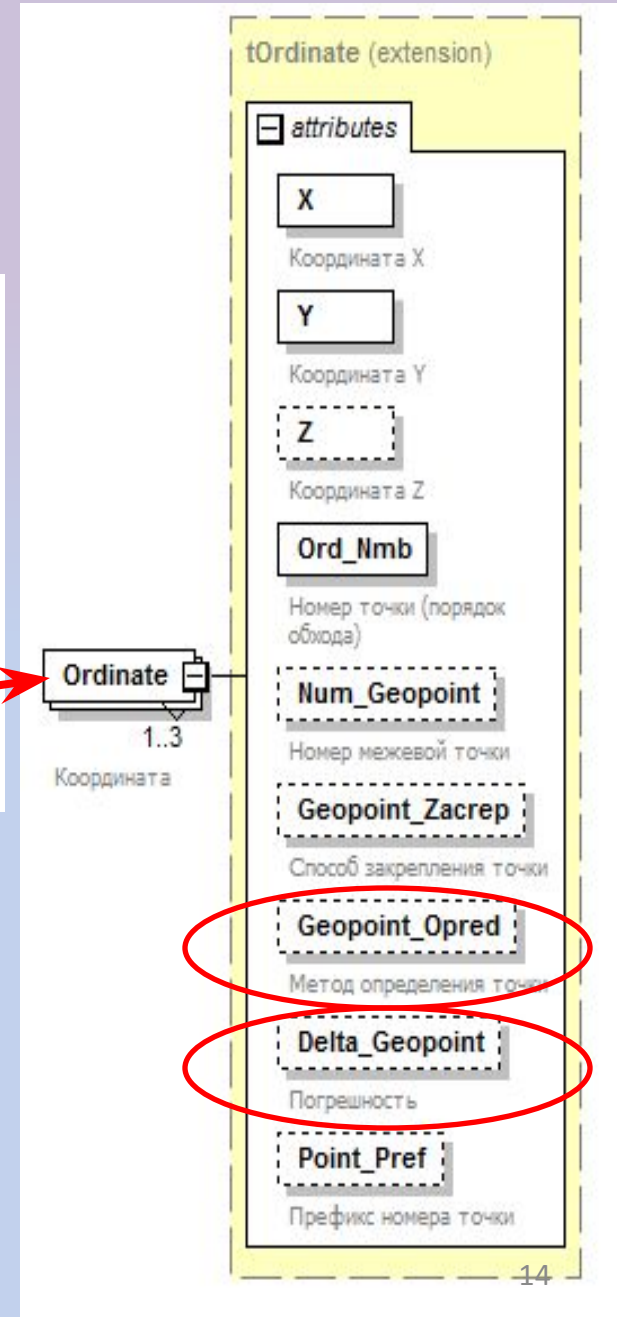 tOrdinate (extension)
attributes
X
Координата X
Y
Координата Y
Z
Координата Z
Ord_Nmb
Номер точки (порядок
обхода)
Ordinate
1..3
Координата
Num_Geopoint
Номер межевой точки
Geopoint_Zacrep
Способ закрепления точки
Geopoint_Opred
Метод определения точки
Delta_Geopoint
Погрешность
Point_Pref
Префикс номера точки
14